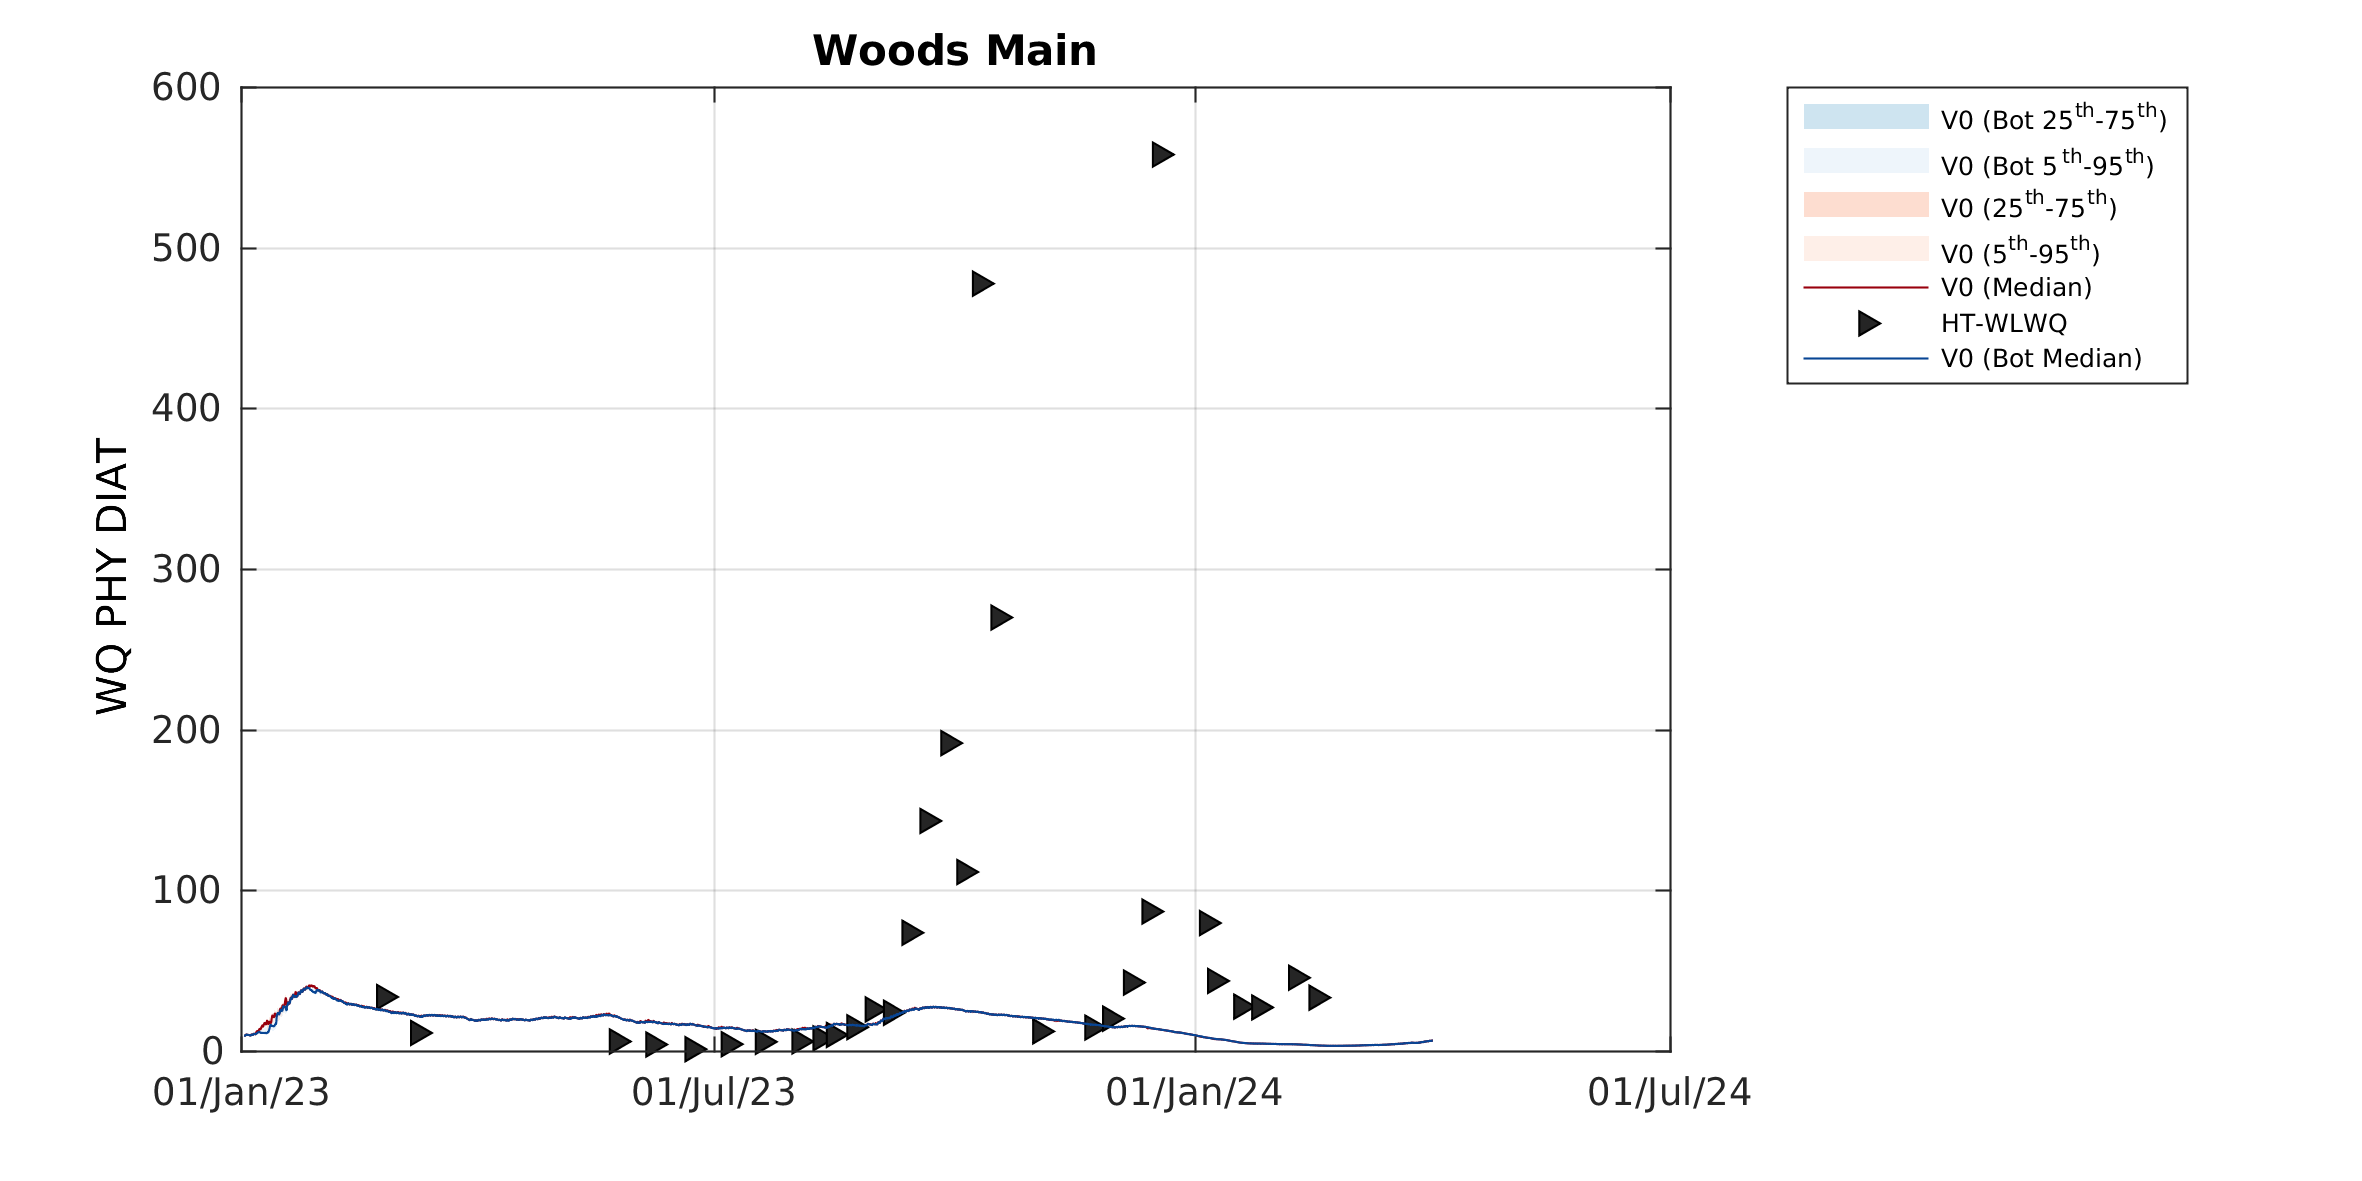 Woods Main
WQ PHY DIAT
600
500
400
300
200
100
0
01/Jan/23
01/Jul/23
01/Jan/24
01/Jul/24
V0 (Bot 25th-75th)
V0 (Bot 5th-95th)
V0 (25th-75th)
V0 (5th-95th)
V0 (Median)
HT-WLWQ
V0 (Bot Median)